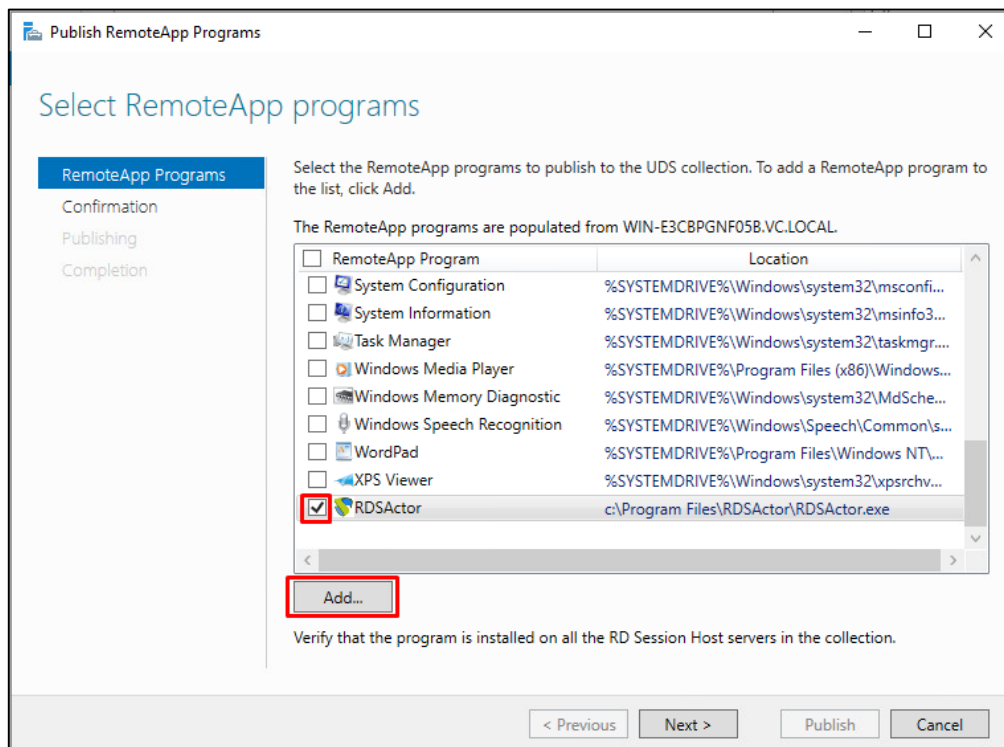 Publish RemoteApp Programs
Select RemoteApp programs
RemoteApp Programs
Confirmation
Publishing
Completion
Select the RemoteApp programs to publish to the UDS collection. To add a RemoteApp program to
the list, click Add.
The RemoteApp programs are populated from WIN-E3CBPGNF05B.VC.LOCAL.
RemoteApp Program Location
System Configuration %SYSTEMDRIVE%\Windows\system32\msconfi...
System Information %SYSTEMDRIVE%\Windows\system32\msinfo3...
Task Manager %SYSTEMDRIVE%\Windows\system32\taskmgr....
Windows Media Player %SYSTEMDRIVE%\Program Files (x86)\Windows...
Windows Memory Diagnostic %SYSTEMDRIVE%\Windows\system32\MdSche...
Windows Speech Recognition %SYSTEMDRIVE%\Windows\Speech\Common\s...
WordPad %SYSTEMDRIVE%\Program Files\Windows NT\...
XPS Viewer %SYSTEMDRIVE%\Windows\system32\xpsrchv...
RDSActor c:\Program Files\RDSActor\RDSActor.exe
Add...
Verify that the program is installed on all the RD Session Host servers in the collection.
< Previous Next > Publish Cancel